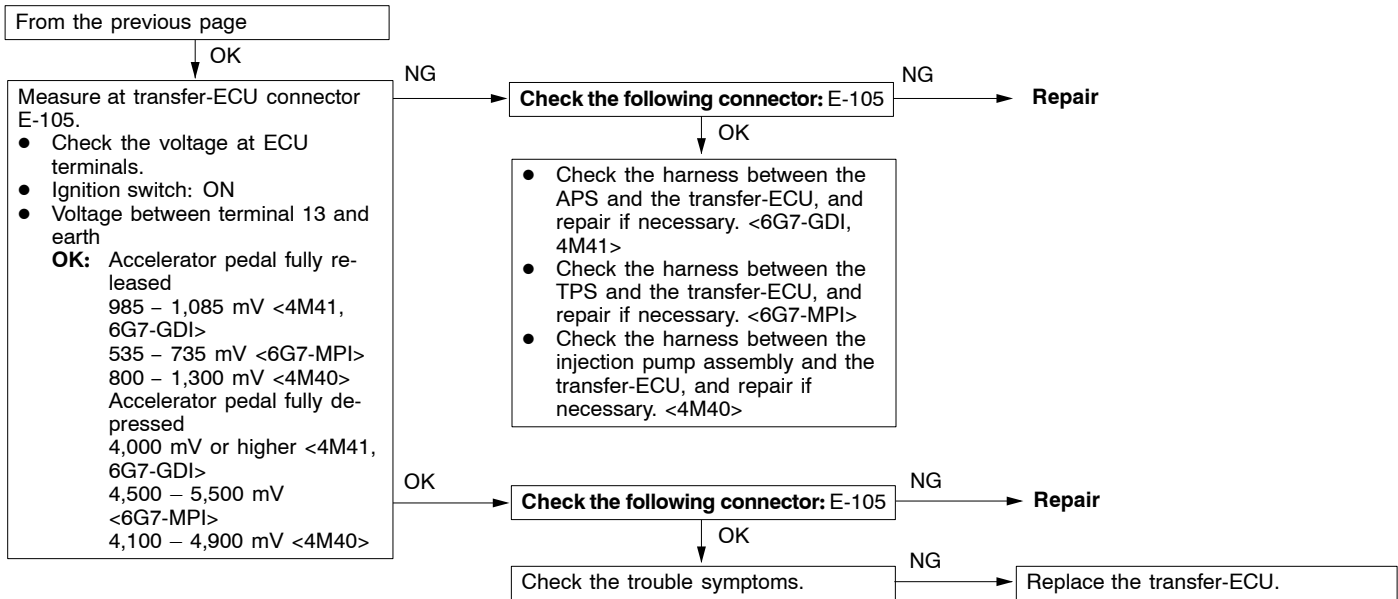 From the previous page
OK
Measure at transfer-ECU connector
E-105.
● Check the voltage at ECU
terminals.
● Ignition switch: ON
● Voltage between terminal 13 and
earth
OK: Accelerator pedal fully re-
leased
985 – 1,085 mV <4M41,
6G7-GDI>
535 – 735 mV <6G7-MPI>
800 – 1,300 mV <4M40>
Accelerator pedal fully de-
pressed
4,000 mV or higher <4M41,
6G7-GDI>
4,500 – 5,500 mV
<6G7-MPI>
4,100 – 4,900 mV <4M40>
NG
Check the following connector: E-105
NG
Repair
OK
● Check the harness between the
APS and the transfer-ECU, and
repair if necessary. <6G7-GDI,
4M41>
● Check the harness between the
TPS and the transfer-ECU, and
repair if necessary. <6G7-MPI>
● Check the harness between the
injection pump assembly and the
transfer-ECU, and repair if
necessary. <4M40>
OK
Check the following connector: E-105
NG
Repair
OK
Check the trouble symptoms.
NG
Replace the transfer-ECU.